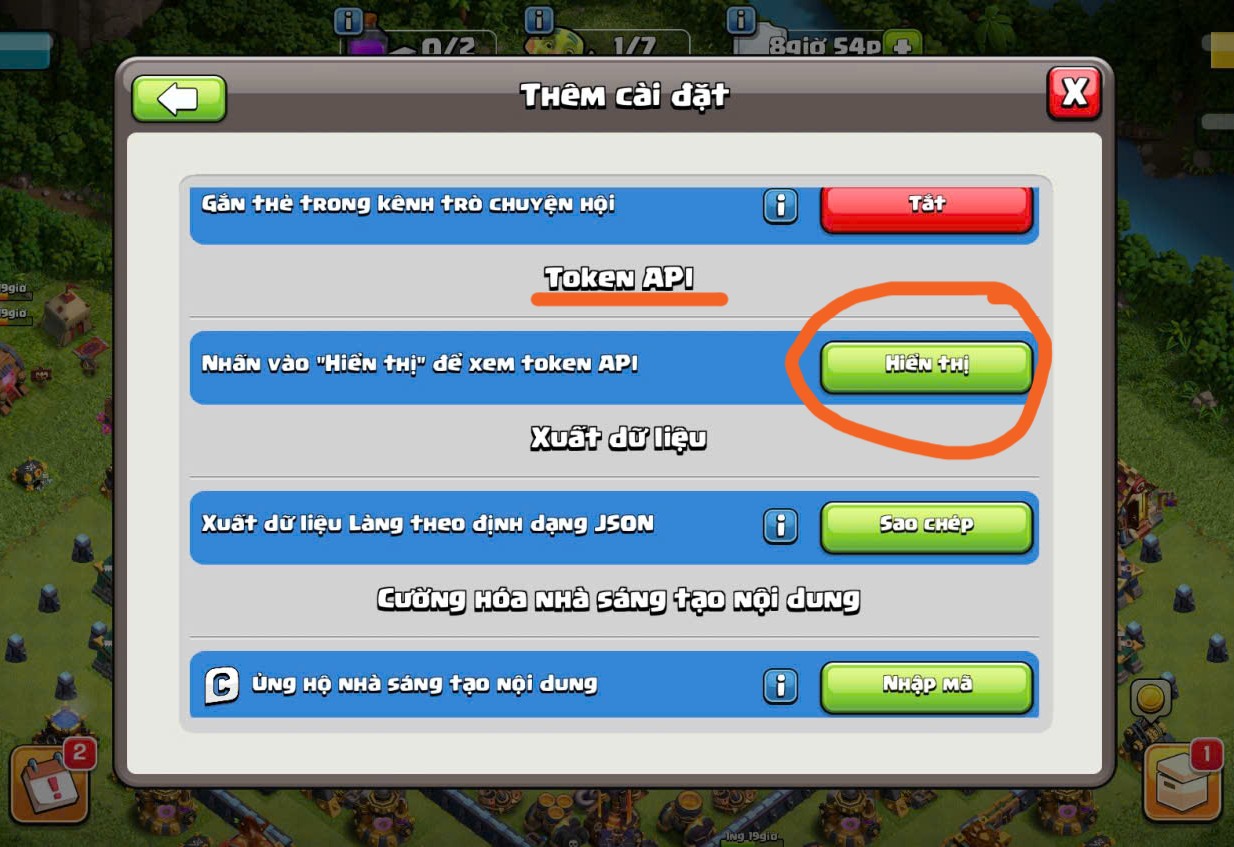 0/2
1/7
8giờ 54p
Thêm cài đặt
X
Gắn thẻ trong kênh trò chuyện hội
Tắt
Token API
19giờ
19giờ
Nhấn vào "Hiển thị" để xem token API
Hiển thị
Xuất dữ liệu
Xuất dữ liệu Làng theo định dạng JSON
Sao chép
Cường hóa nhà sáng tạo nội dung
C Ủng hộ nhà sáng tạo nội dung
Nhập mã
2
1
19giờ